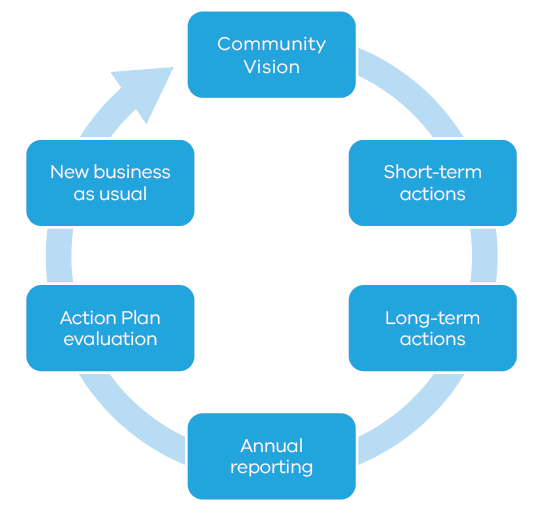 Community
Vision
Short-term
actions
Long-term
actions
Annual
reporting
Action Plan
evaluation
New business
as usual